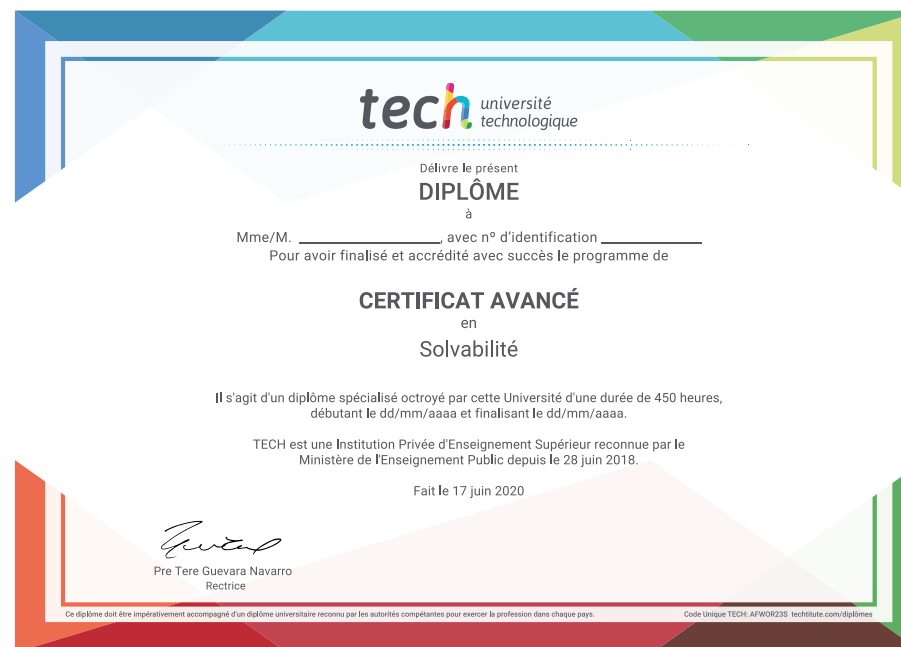 tech université
technologique
Délivre le présent
DIPLÔME
à
Mme/M. ____________________, avec nº d'identification ______________
Pour avoir finalisé et accrédité avec succès le programme de
CERTIFICAT AVANCÉ
en
Solvabilité
Il s'agit d'un diplôme spécialisé octroyé par cette Université d'une durée de 450 heures,
débutant le dd/mm/aaaa et finalisant le dd/mm/aaaa.
TECH est une Institution Privée d'Enseignement Supérieur reconnue par le
Ministère de l'Enseignement Public depuis le 28 juin 2018.
Fait le 17 juin 2020
Pre Tere Guevara Navarro
Rectrice
Ce diplôme doit être impérativement accompagné d'un diplôme universitaire reconnu par les autorités compétentes pour exercer la profession dans chaque pays.
Code Unique TECH: AFWOR23S techtitute.com/diplômes